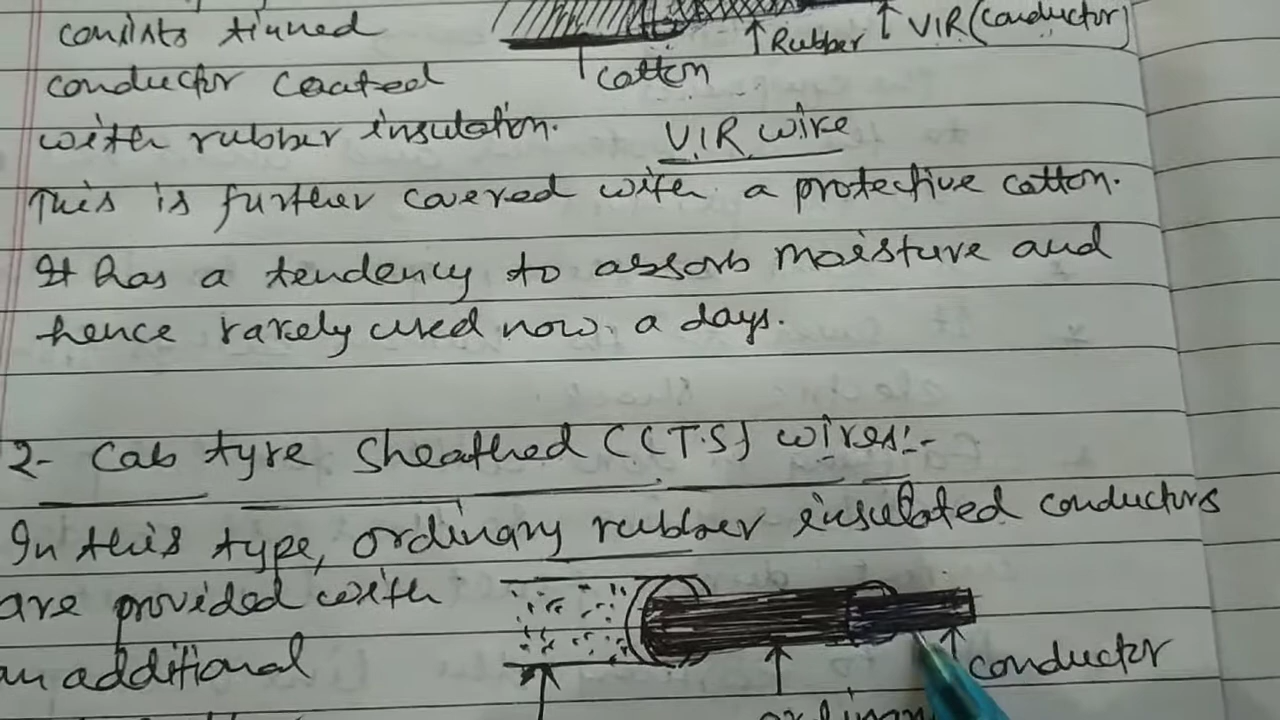 consists tinned
↑Rubber ↑ VIR(conductor)
conductor coated cotton
with rubber insulation. V.I.R. wire
This is further covered with a protective cotton.
It has a tendency to absorb moisture and
hence rarely used now. a days.
2- Cab tyre Sheathed (C.T.S) wires:-
In this type, ordinary rubber insulated conductors
are provided with
an additional conductor